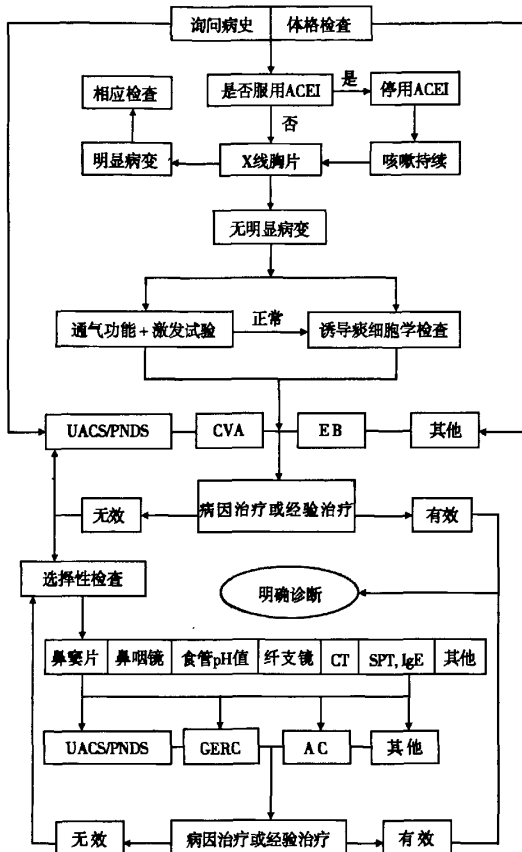 询问病史 体格检查
相应检查 是否服用ACEI 是 停用ACEI
否
明显病变 X线胸片 咳嗽持续
无明显病变
通气功能+激发试验 正常 诱导痰细胞学检查
UACS/PNDS CVA EB 其他
无效 病因治疗或经验治疗 有效
选择性检查 明确诊断
鼻窦片 鼻咽镜 食管pH值 纤支镜 CT SPT, IgE 其他
UACS/PNDS GERC AC 其他
无效 病因治疗或经验治疗 有效